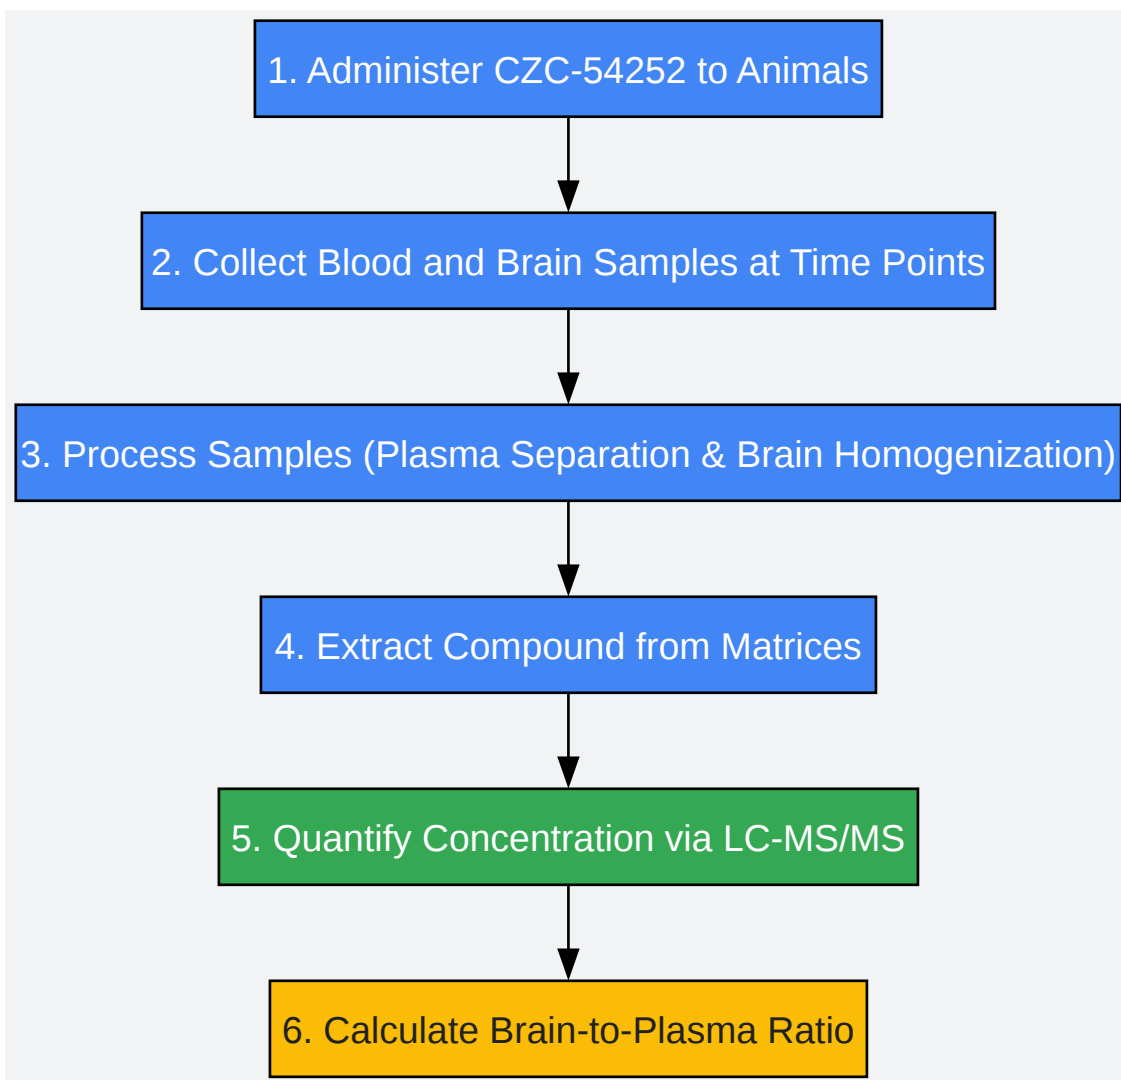 1. Administer CZC-54252 to Animals
2. Collect Blood and Brain Samples at Time Points
3. Process Samples (Plasma Separation & Brain Homogenization)
4. Extract Compound from Matrices
5. Quantify Concentration via LC-MS/MS
6. Calculate Brain-to-Plasma Ratio